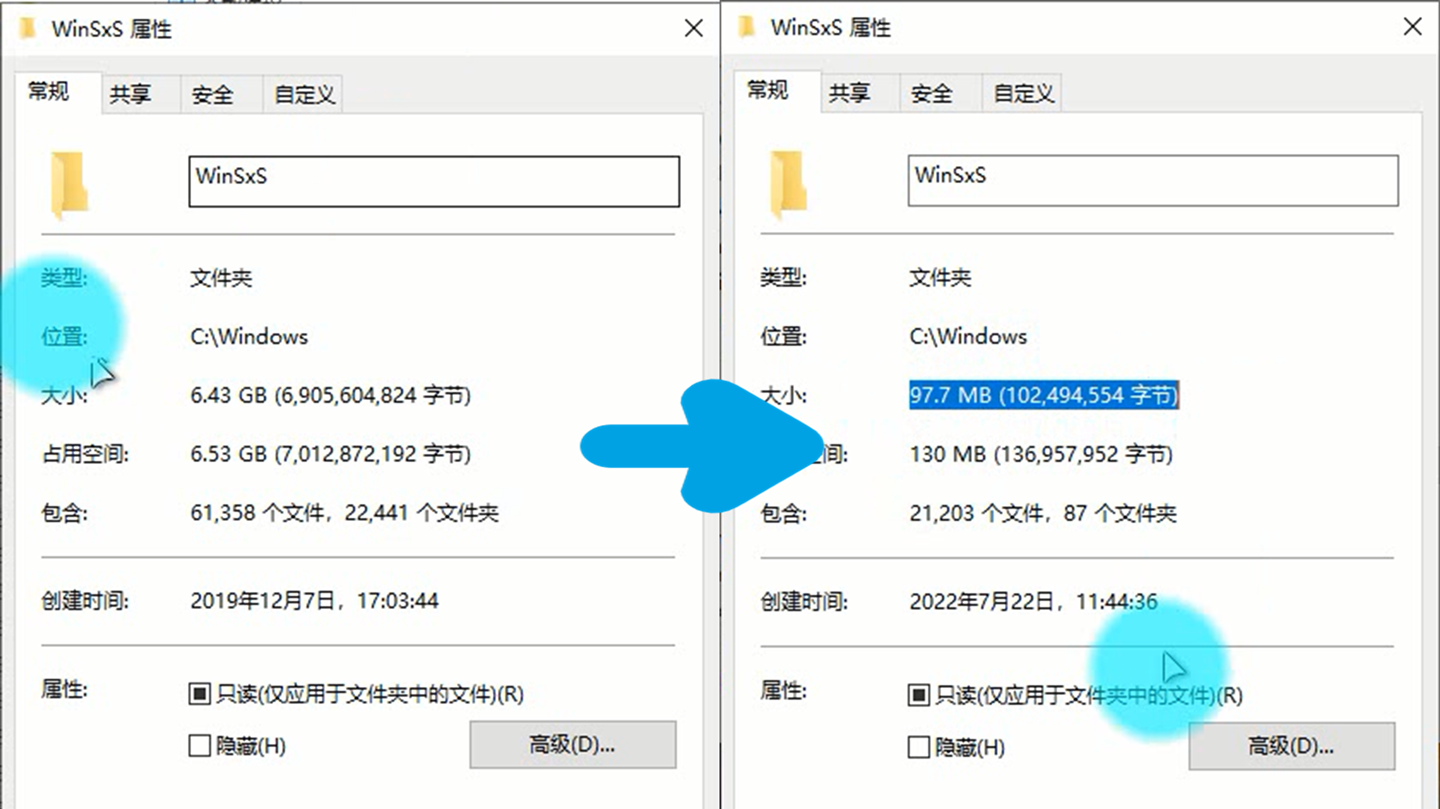 WinSxS 属性
常规 共享 安全 自定义
WinSxS
类型: 文件夹
位置: C:\Windows
大小: 6.43 GB (6,905,604,824 字节)
占用空间: 6.53 GB (7,012,872,192 字节)
包含: 61,358 个文件，22,441 个文件夹
创建时间: 2019年12月7日，17:03:44
属性: 只读(仅应用于文件夹中的文件)(R)
隐藏(H) 高级(D)...
WinSxS 属性
常规 共享 安全 自定义
WinSxS
类型: 文件夹
位置: C:\Windows
大小: 97.7 MB (102,494,554 字节)
间: 130 MB (136,957,952 字节)
包含: 21,203 个文件，87 个文件夹
创建时间: 2022年7月22日，11:44:36
属性: 只读(仅应用于文件夹中的文件)(R)
隐藏(H) 高级(D)...